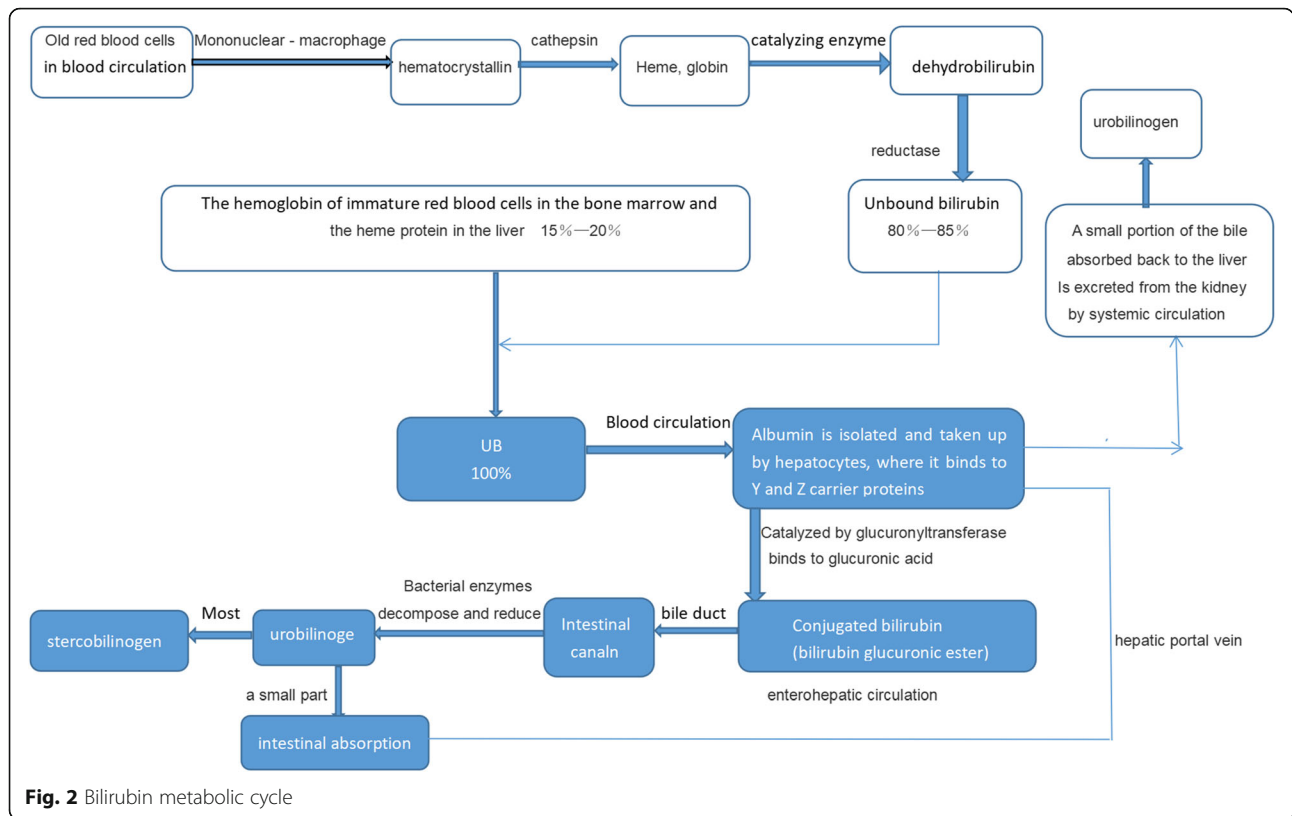 Old red blood cells
in blood circulation
Mononuclear - macrophage
hematocrystallin
cathepsin
Heme, globin
catalyzing enzyme
dehydrobilirubin
urobilinogen
reductase
The hemoglobin of immature red blood cells in the bone marrow and
the heme protein in the liver 15%—20%
Unbound bilirubin
80%—85%
A small portion of the bile
absorbed back to the liver
Is excreted from the kidney
by systemic circulation
UB
100%
Blood circulation
Albumin is isolated and taken up
by hepatocytes, where it binds to
Y and Z carrier proteins
Catalyzed by glucuronyltransferase
binds to glucuronic acid
stercobilinogen
Most
urobilinoge
Bacterial enzymes
decompose and reduce
Intestinal
canaln
bile duct
Conjugated bilirubin
(bilirubin glucuronic ester)
hepatic portal vein
a small part
enterohepatic circulation
intestinal absorption
Fig. 2 Bilirubin metabolic cycle